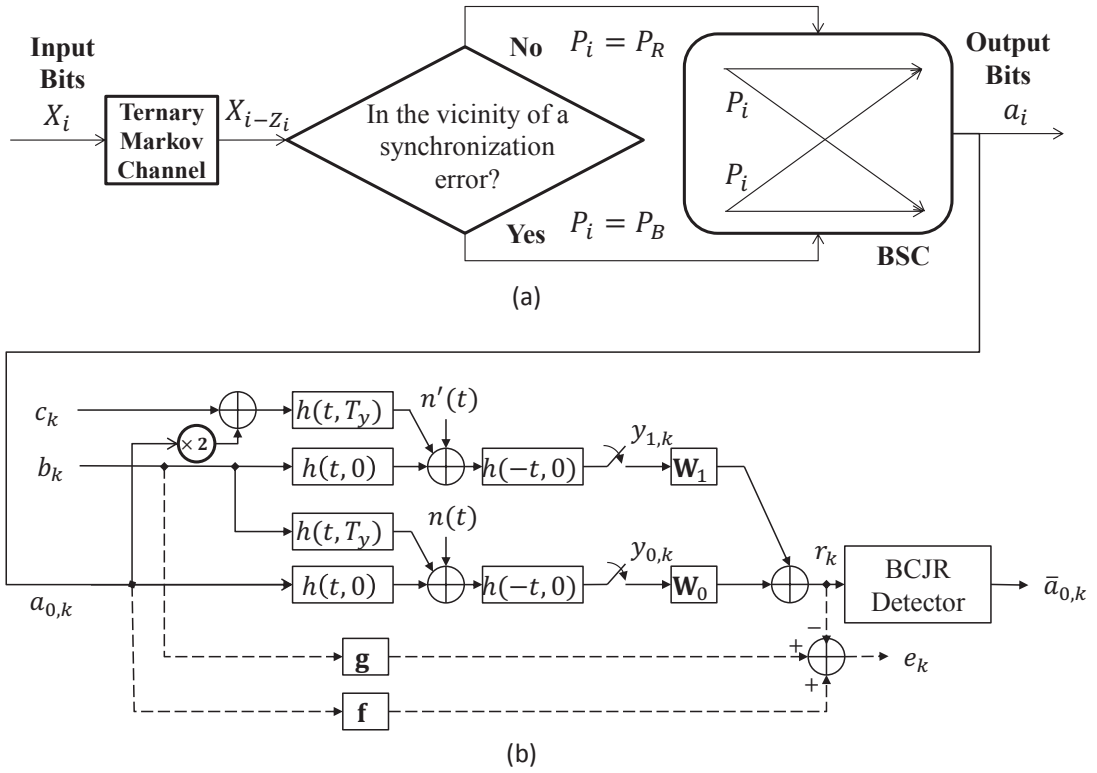 Input Bits
X_i
Ternary Markov Channel
X_{i−Z_i}
In the vicinity of a synchronization error?
No
P_i = P_R
Yes
P_i = P_B
P_i
P_i
BSC
Output Bits
a_i
(a)
c_k
× 2
h(t, T_y)
n′(t)
b_k
h(t, 0)
h(−t, 0)
y_{1,k}
W_1
h(t, T_y)
n(t)
a_{0,k}
h(t, 0)
h(−t, 0)
y_{0,k}
W_0
r_k
BCJR Detector
ā_{0,k}
−
+
+
e_k
g
f
(b)